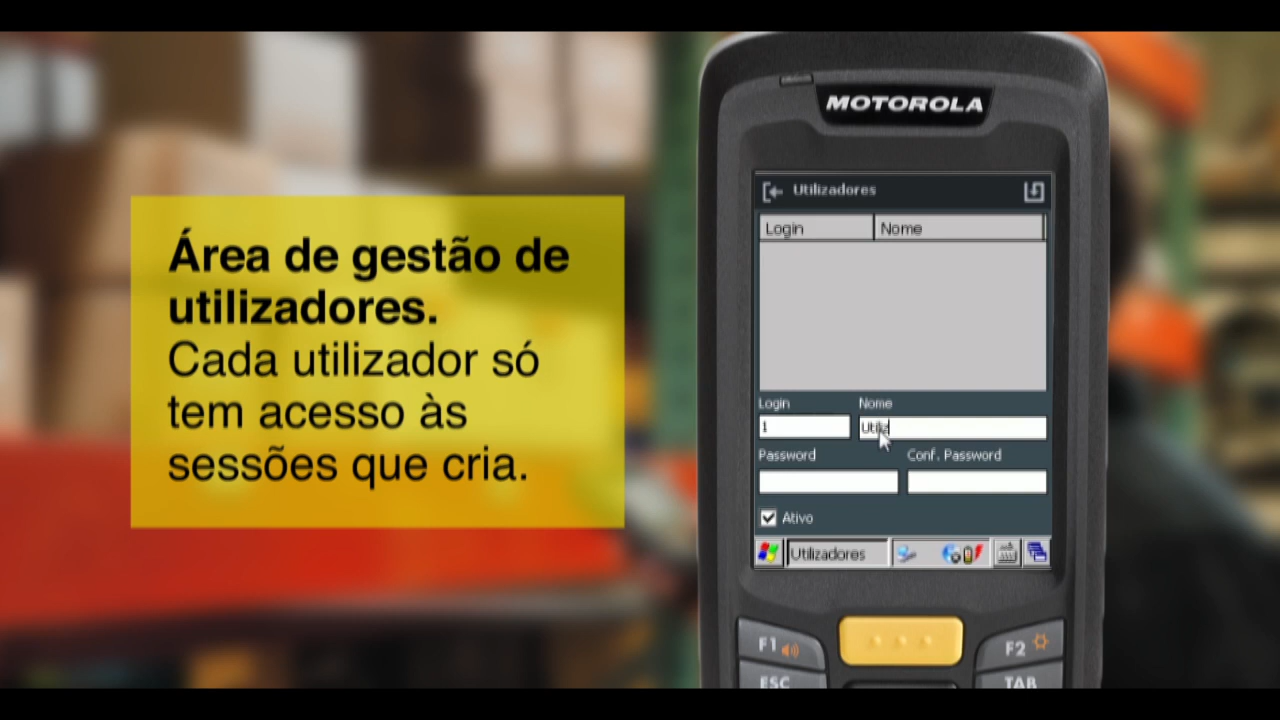 Área de gestão de
utilizadores.
Cada utilizador só
tem acesso às
sessões que cria.
MOTOROLA
Utilizadores
Login Nome
Login Nome
1 Utiliz
Password Conf. Password
Ativo
Utilizadores
F1 F2
ESC TAB